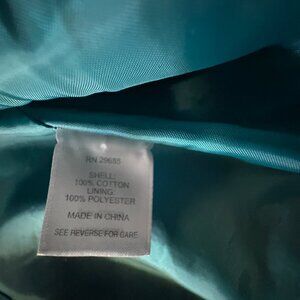 RN 29685
SHELL:
100% COTTON
LINING:
100% POLYESTER
MADE IN CHINA
SEE REVERSE FOR CARE